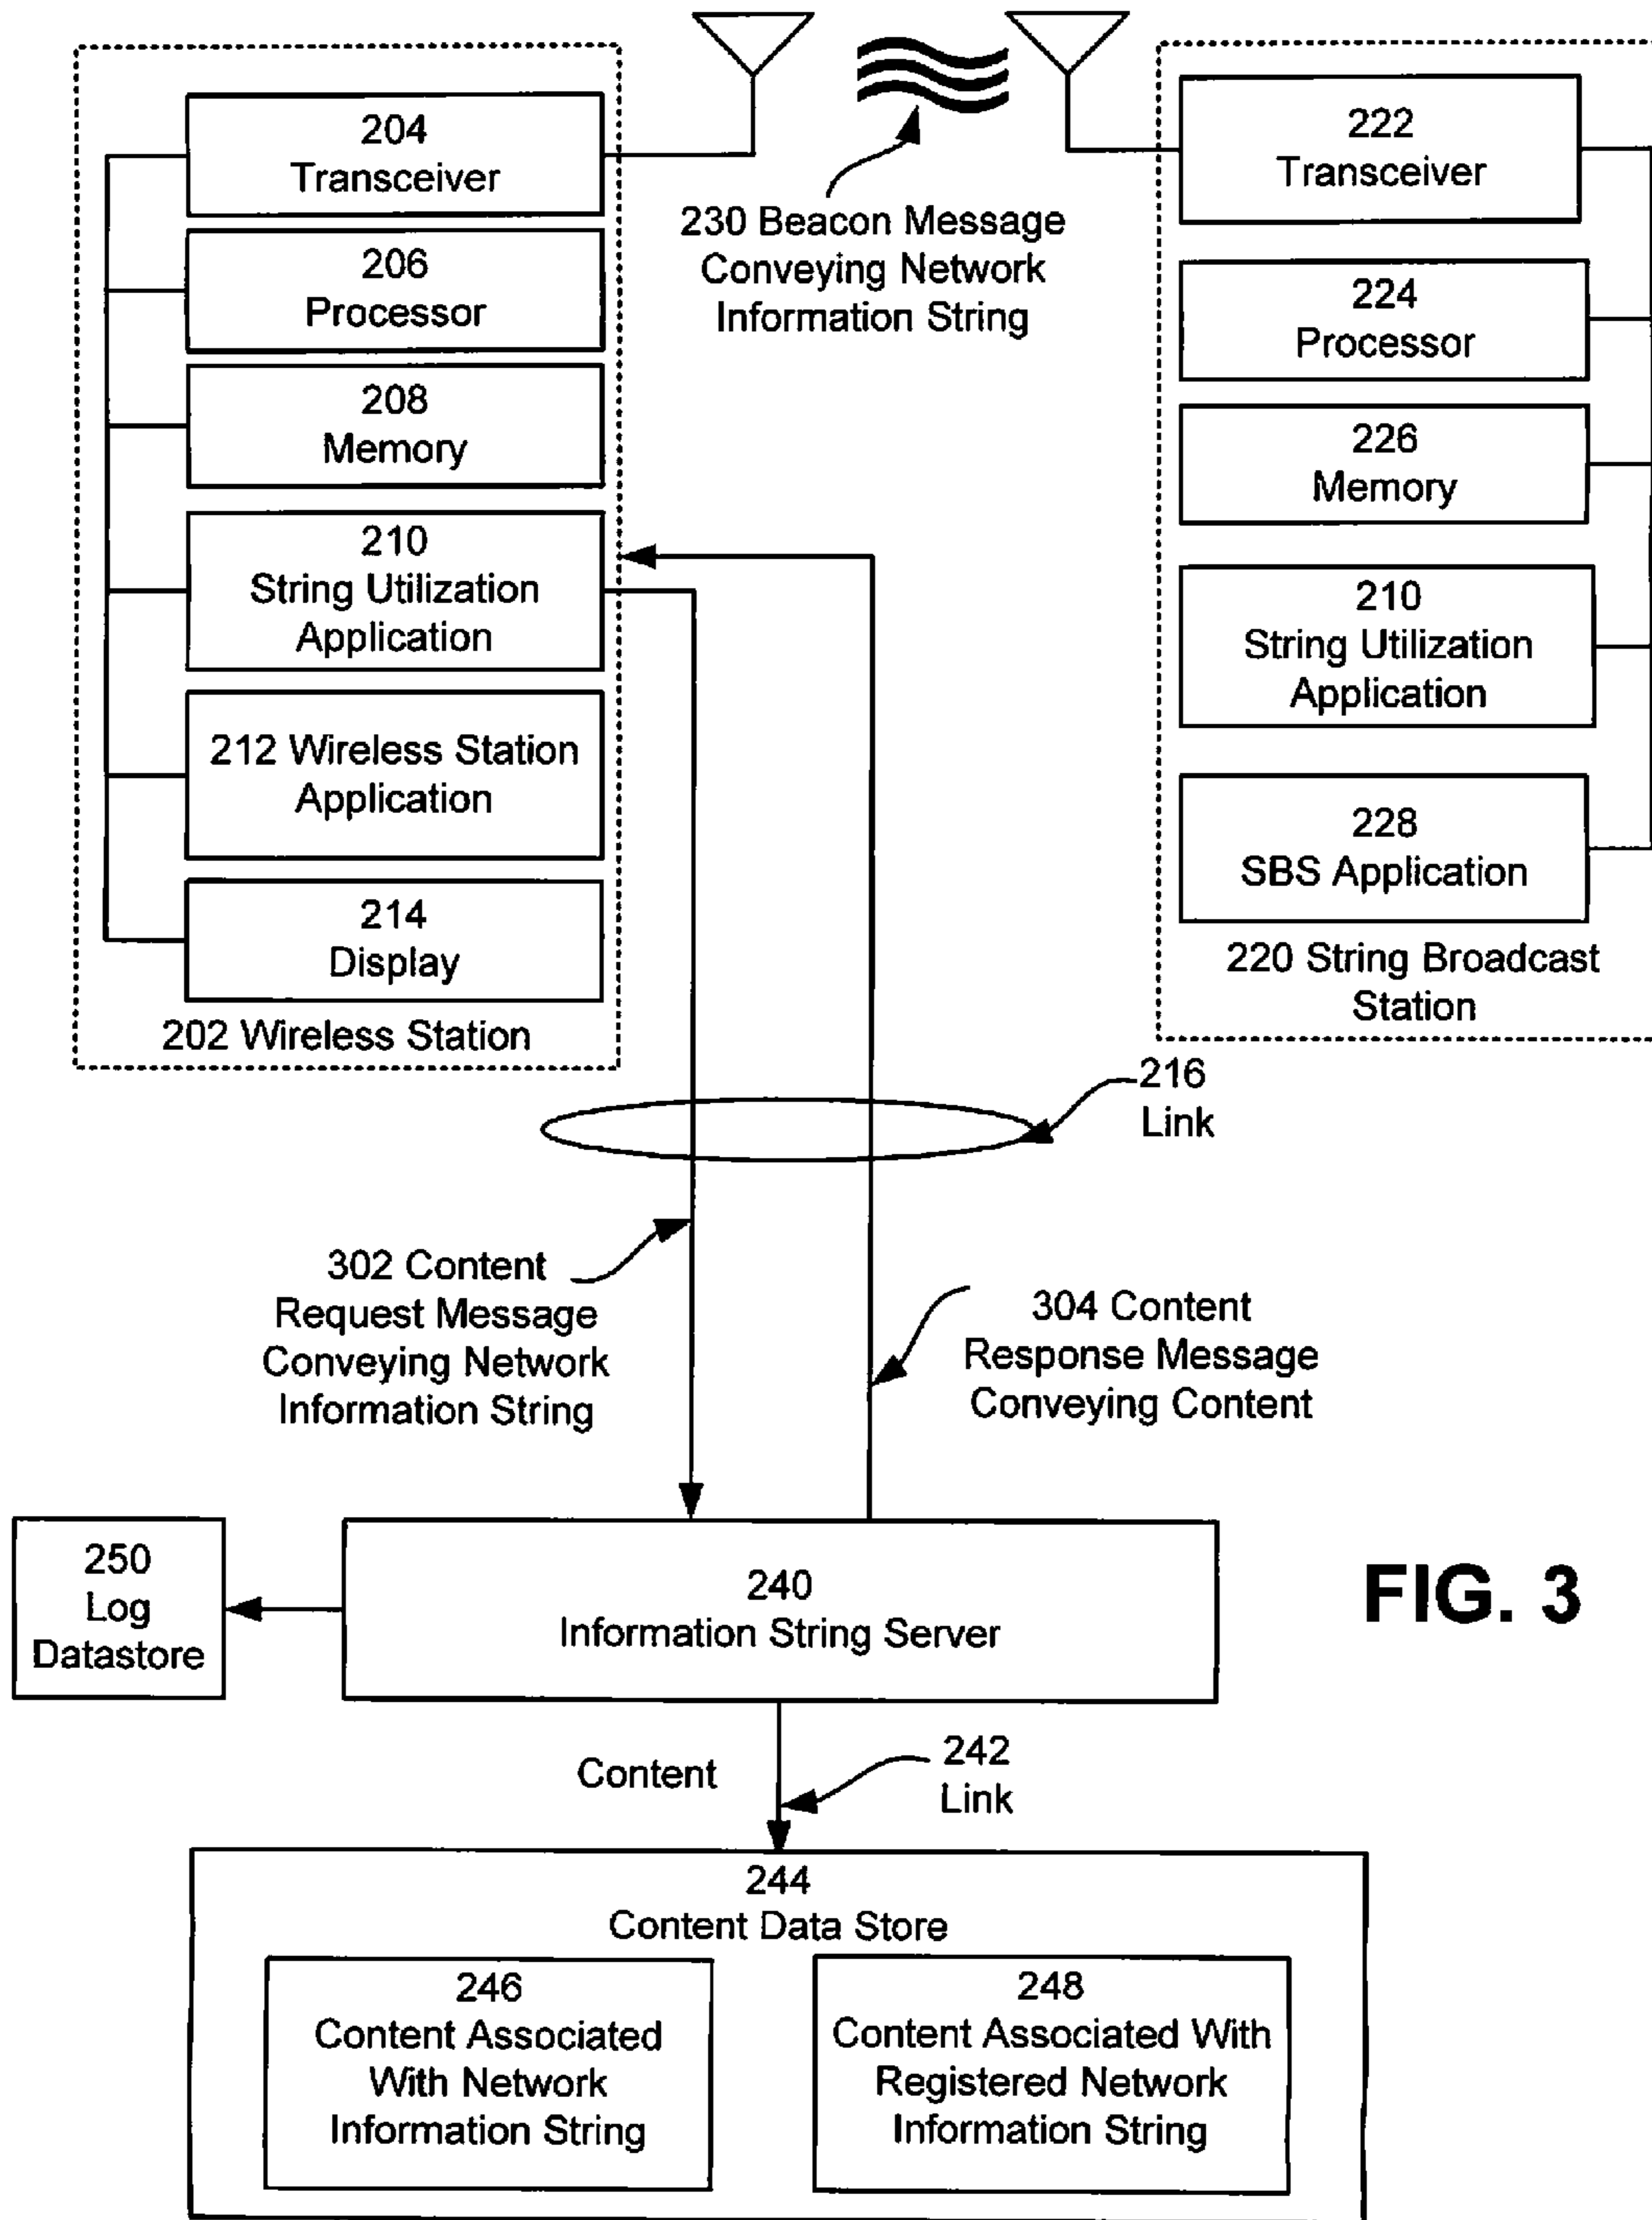 204
Transceiver
206
Processor
208
Memory
210
String Utilization
Application
212 Wireless Station
Application
214
Display
202 Wireless Station
230 Beacon Message
Conveying Network
Information String
222
Transceiver
224
Processor
226
Memory
210
String Utilization
Application
228
SBS Application
220 String Broadcast
Station
216
Link
302 Content
Request Message
Conveying Network
Information String
304 Content
Response Message
Conveying Content
250
Log
Datastore
240
Information String Server
FIG. 3
Content
242
Link
244
Content Data Store
246
Content Associated
With Network
Information String
248
Content Associated With
Registered Network
Information String